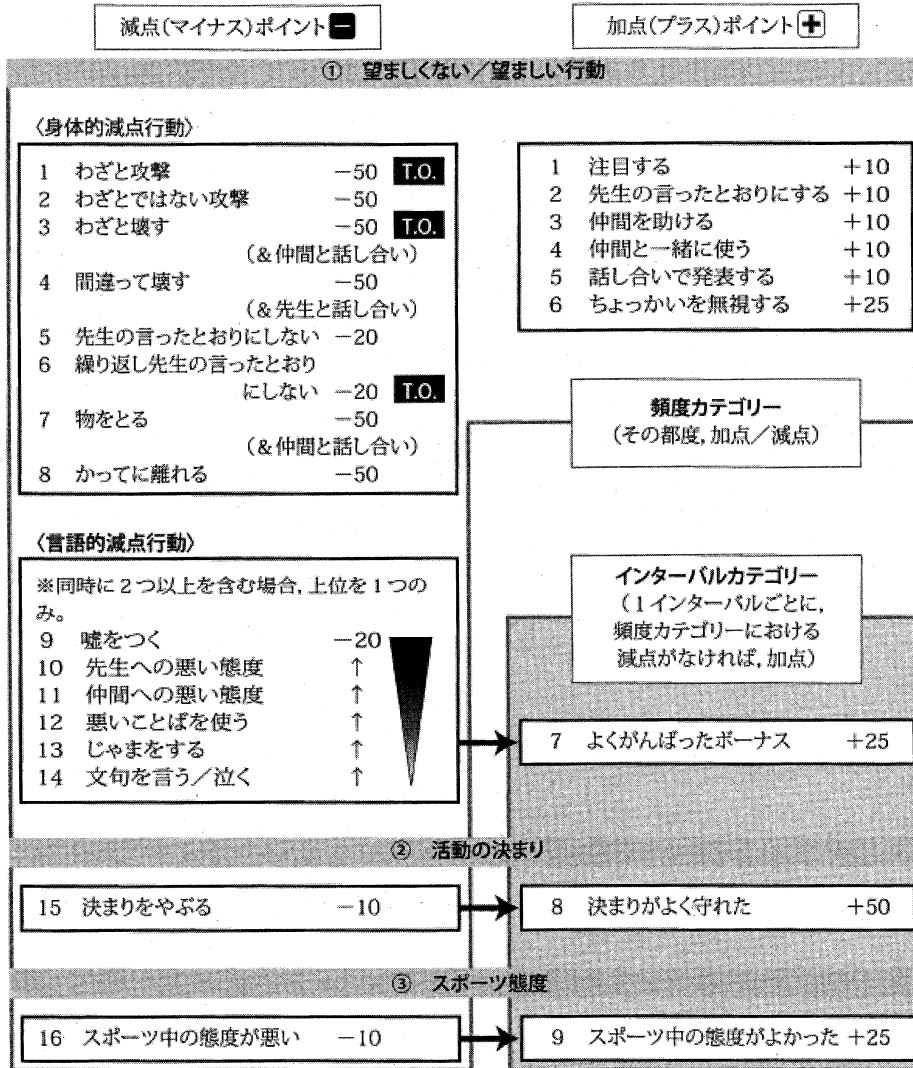 減点(マイナス)ポイント−
加点(プラス)ポイント+
① 望ましくない/望ましい行動
〈身体的減点行動〉
1 わざと攻撃 −50 T.O.
2 わざとではない攻撃 −50
3 わざと壊す −50 T.O.
(&仲間と話し合い)
4 間違って壊す −50
(&先生と話し合い)
5 先生の言ったとおりにしない −20
6 繰り返し先生の言ったとおり
にしない −20 T.O.
7 物をとる −50
(&仲間と話し合い)
8 かってに離れる −50
1 注目する +10
2 先生の言ったとおりにする +10
3 仲間を助ける +10
4 仲間と一緒に使う +10
5 話し合いで発表する +10
6 ちょっかいを無視する +25
頻度カテゴリー
(その都度,加点/減点)
〈言語的減点行動〉
※同時に2つ以上を含む場合,上位を1つの
み。
9 嘘をつく −20
10 先生への悪い態度 ↑
11 仲間への悪い態度 ↑
12 悪いことばを使う ↑
13 じゃまをする ↑
14 文句を言う/泣く ↑
インターバルカテゴリー
(1インターバルごとに,
頻度カテゴリーにおける
減点がなければ,加点)
7 よくがんばったボーナス +25
② 活動の決まり
15 決まりをやぶる −10
8 決まりがよく守れた +50
③ スポーツ態度
16 スポーツ中の態度が悪い −10
9 スポーツ中の態度がよかった +25